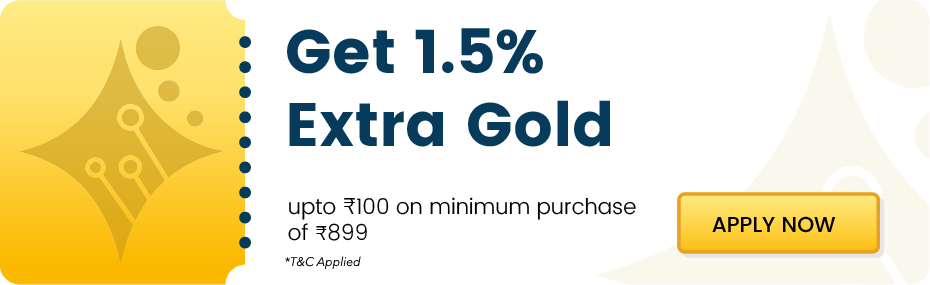 Get 1.5%
Extra Gold
upto ₹100 on minimum purchase
of ₹899
*T&C Applied
APPLY NOW